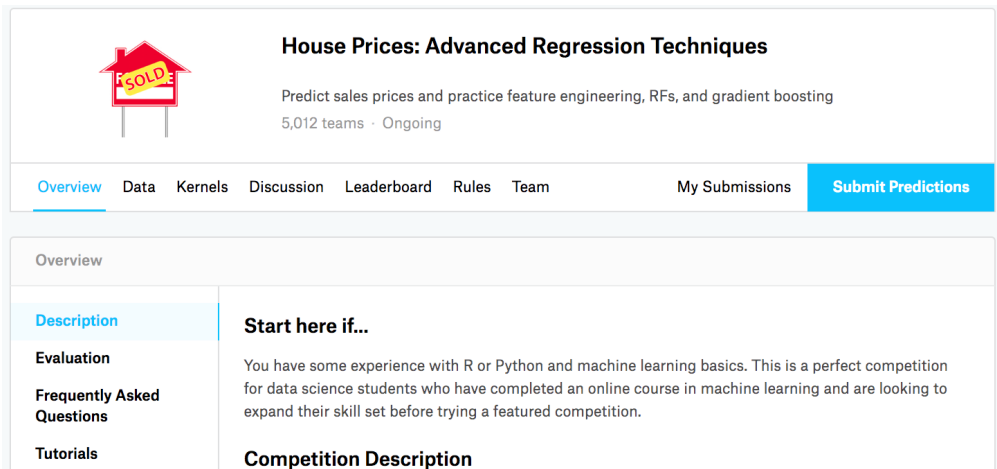 House Prices: Advanced Regression Techniques
SOLD
Predict sales prices and practice feature engineering, RFs, and gradient boosting
5,012 teams · Ongoing
Overview Data Kernels Discussion Leaderboard Rules Team My Submissions Submit Predictions
Overview
Description
Evaluation
Frequently Asked
Questions
Tutorials
Start here if...
You have some experience with R or Python and machine learning basics. This is a perfect competition
for data science students who have completed an online course in machine learning and are looking to
expand their skill set before trying a featured competition.
Competition Description